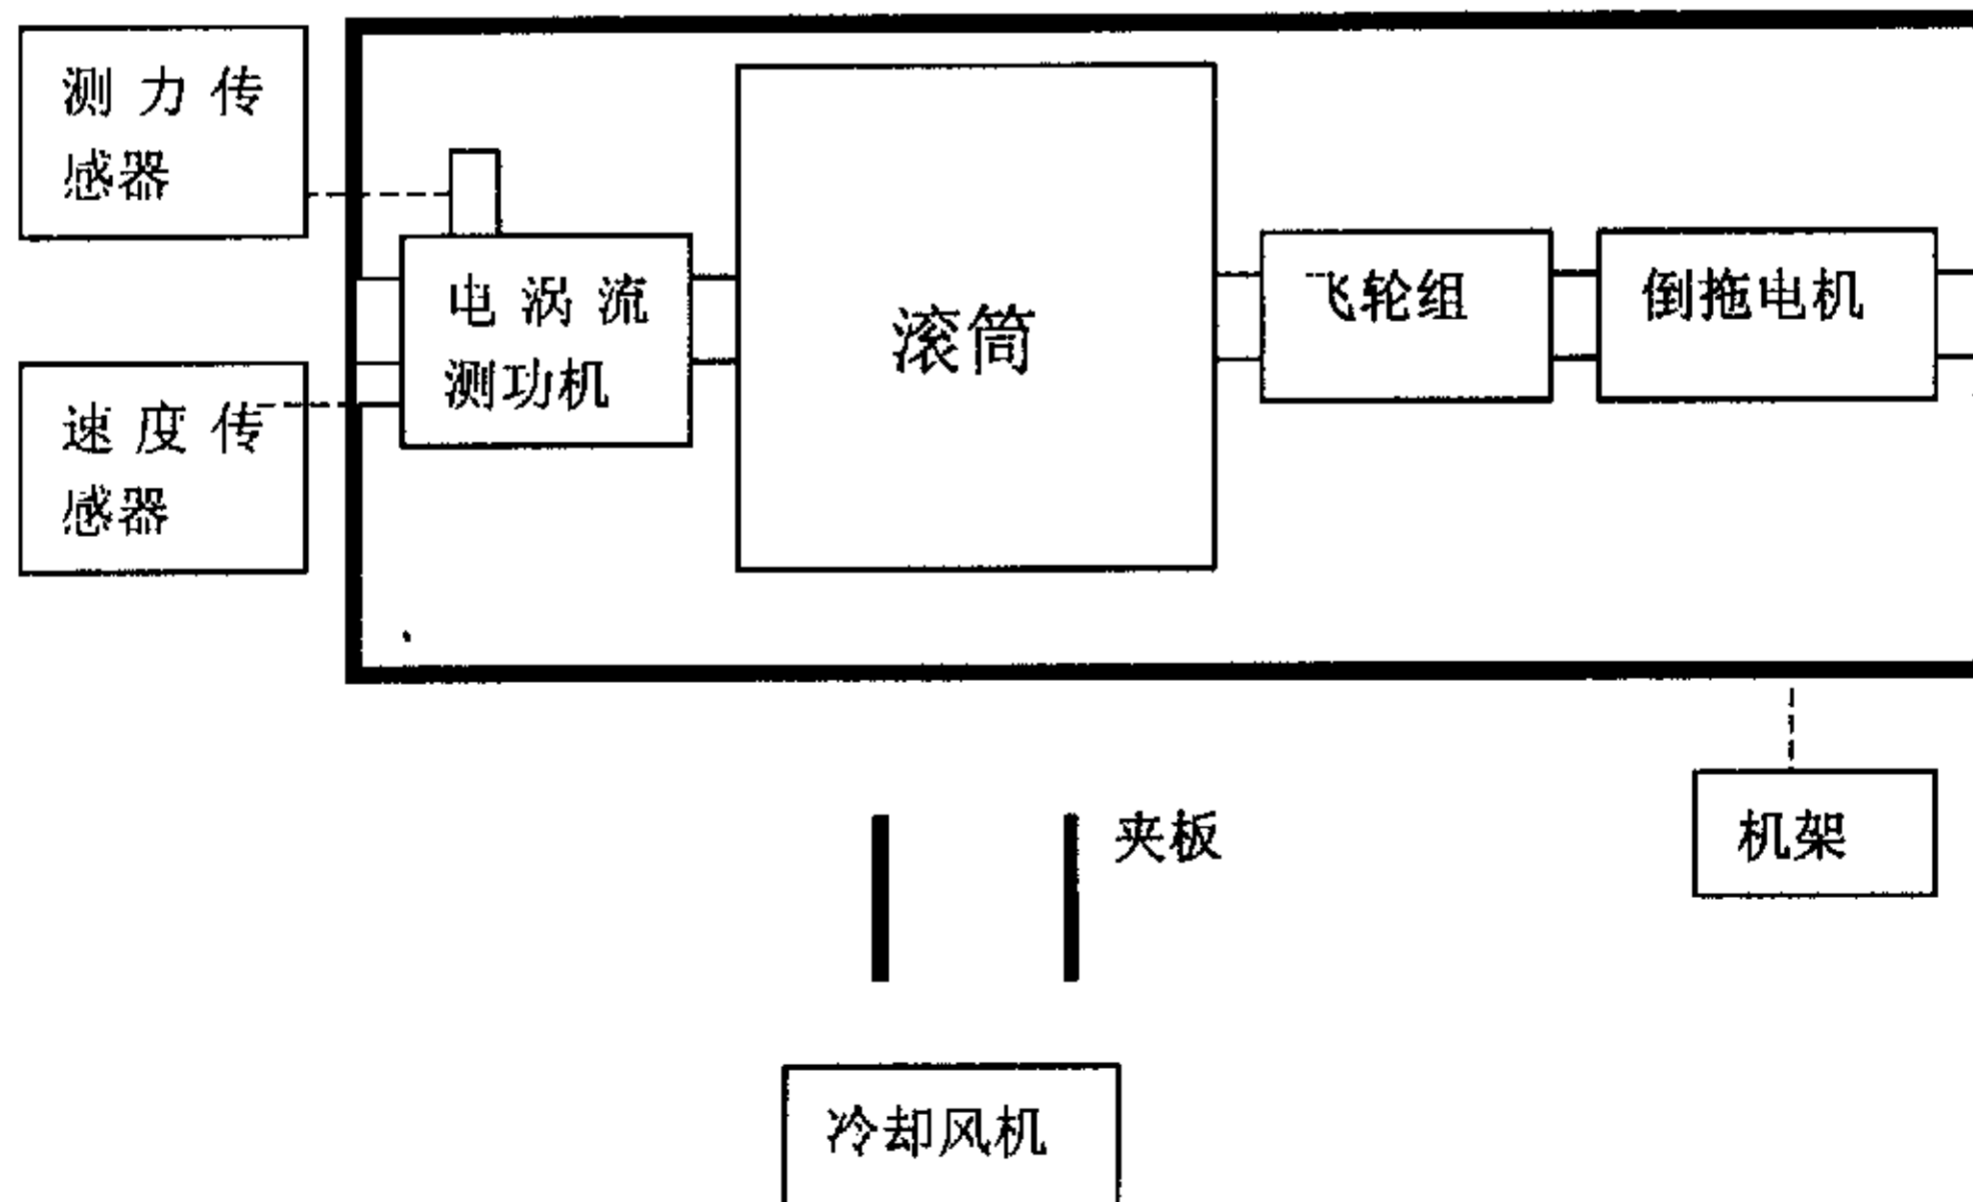 测力传
感器
电涡流
测功机
滚筒
飞轮组
倒拖电机
速度传
感器
夹板
机架
冷却风机